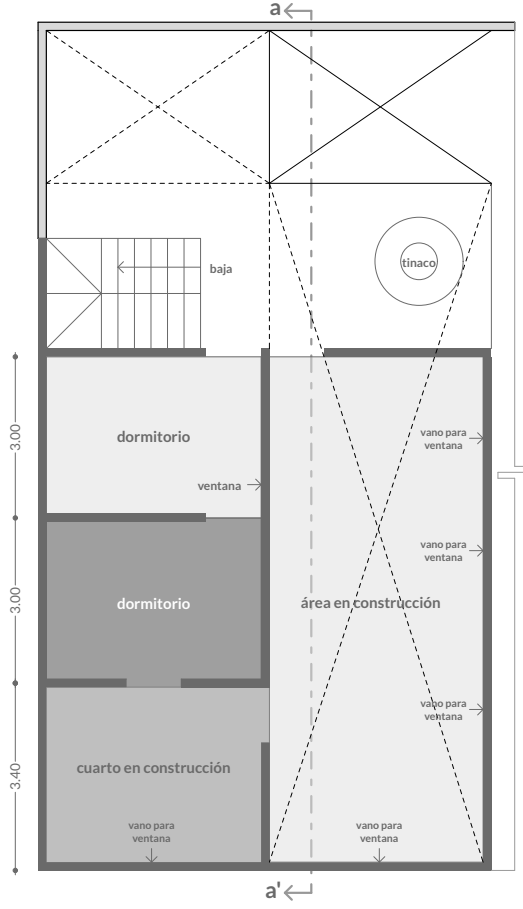 a
tinaco
baja
3.00
dormitorio
vano para
ventana
ventana
vano para
ventana
3.00
dormitorio
área en construcción
vano para
ventana
3.40
cuarto en construcción
vano para
ventana
vano para
ventana
a'